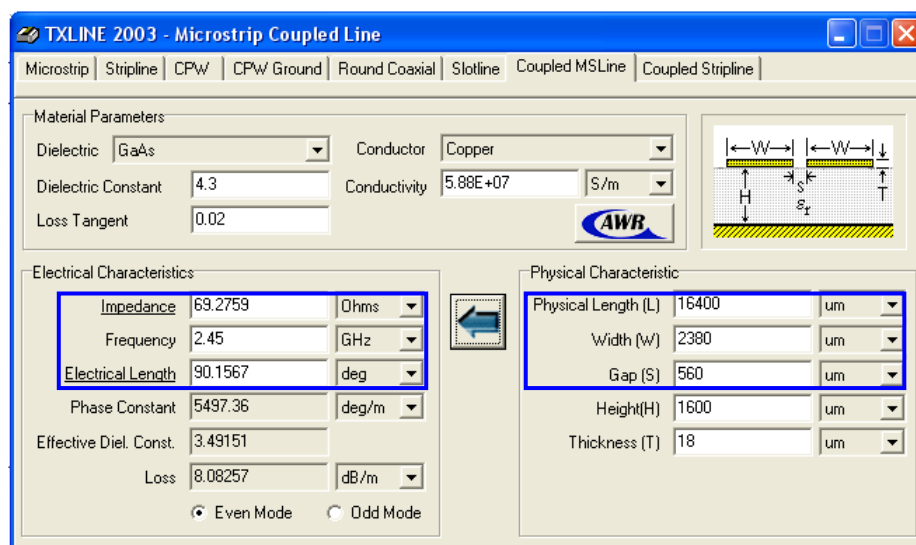 TXLINE 2003 - Microstrip Coupled Line
Microstrip Stripline CPW CPW Ground Round Coaxial Slotline Coupled MSLine Coupled Stripline
Material Parameters
Dielectric GaAs Conductor Copper
Dielectric Constant 4.3 Conductivity 5.88E+07 S/m
Loss Tangent 0.02
AWR
←W→ ←W→
S
H
T
εr
Electrical Characteristics
Impedance 69.2759 Ohms
Frequency 2.45 GHz
Electrical Length 90.1567 deg
Phase Constant 5497.36 deg/m
Effective Diel. Const. 3.49151
Loss 8.08257 dB/m
Even Mode Odd Mode
Physical Characteristic
Physical Length (L) 16400 um
Width (W) 2380 um
Gap (S) 560 um
Height(H) 1600 um
Thickness (T) 18 um